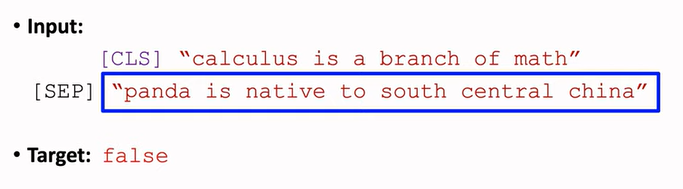 • Input:
[CLS] “calculus is a branch of math”
[SEP] “panda is native to south central china”
• Target: false